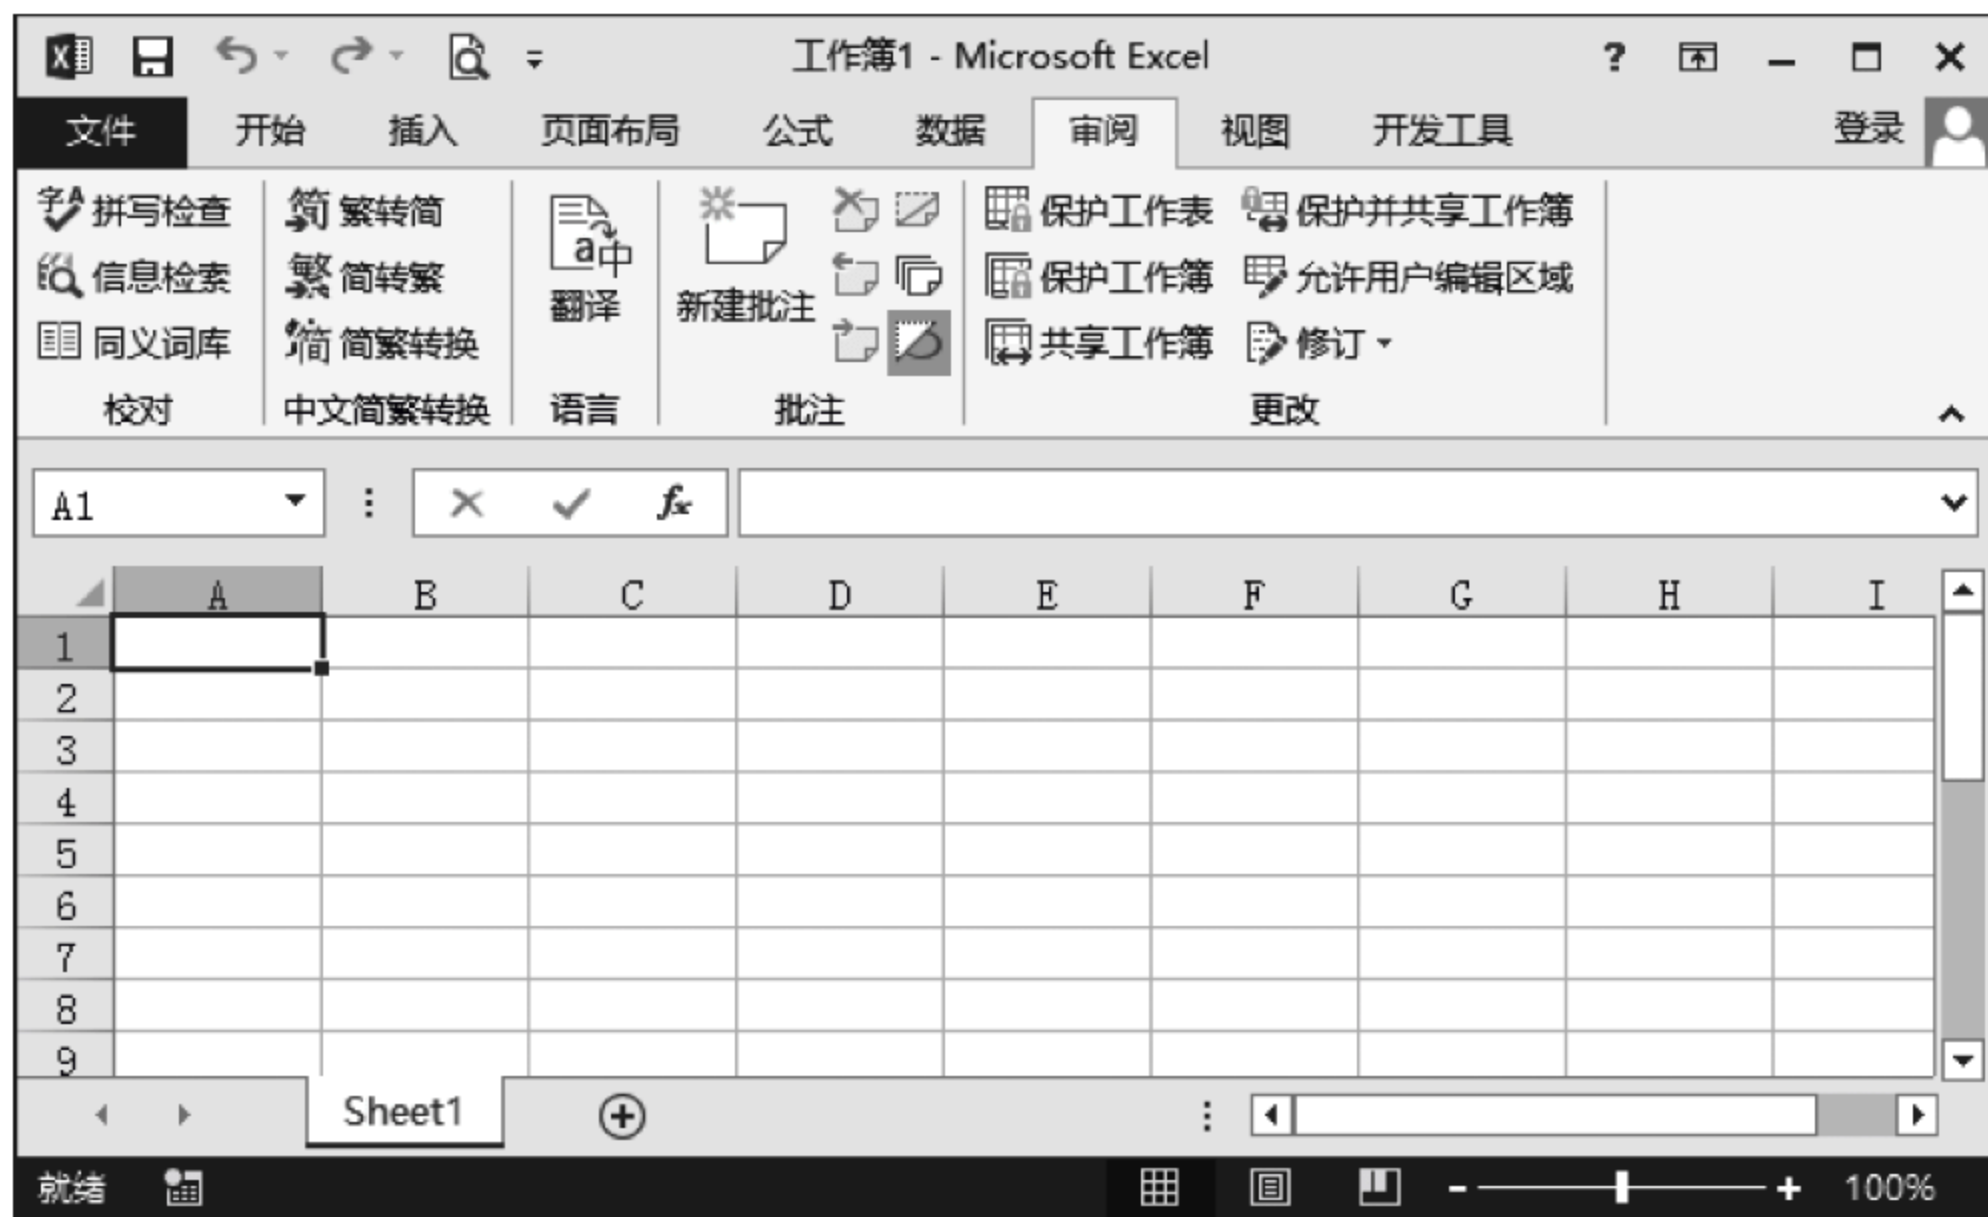 工作簿1 - Microsoft Excel
文件 开始 插入 页面布局 公式 数据 审阅 视图 开发工具 登录
拼写检查 繁转简 保护工作表 保护并共享工作簿
信息检索 简转繁 翻译 新建批注 保护工作簿 允许用户编辑区域
同义词库 简繁转换 共享工作簿 修订
校对 中文简繁转换 语言 批注 更改
A1 fx
A B C D E F G H I
1
2
3
4
5
6
7
8
9
Sheet1
就绪 100%